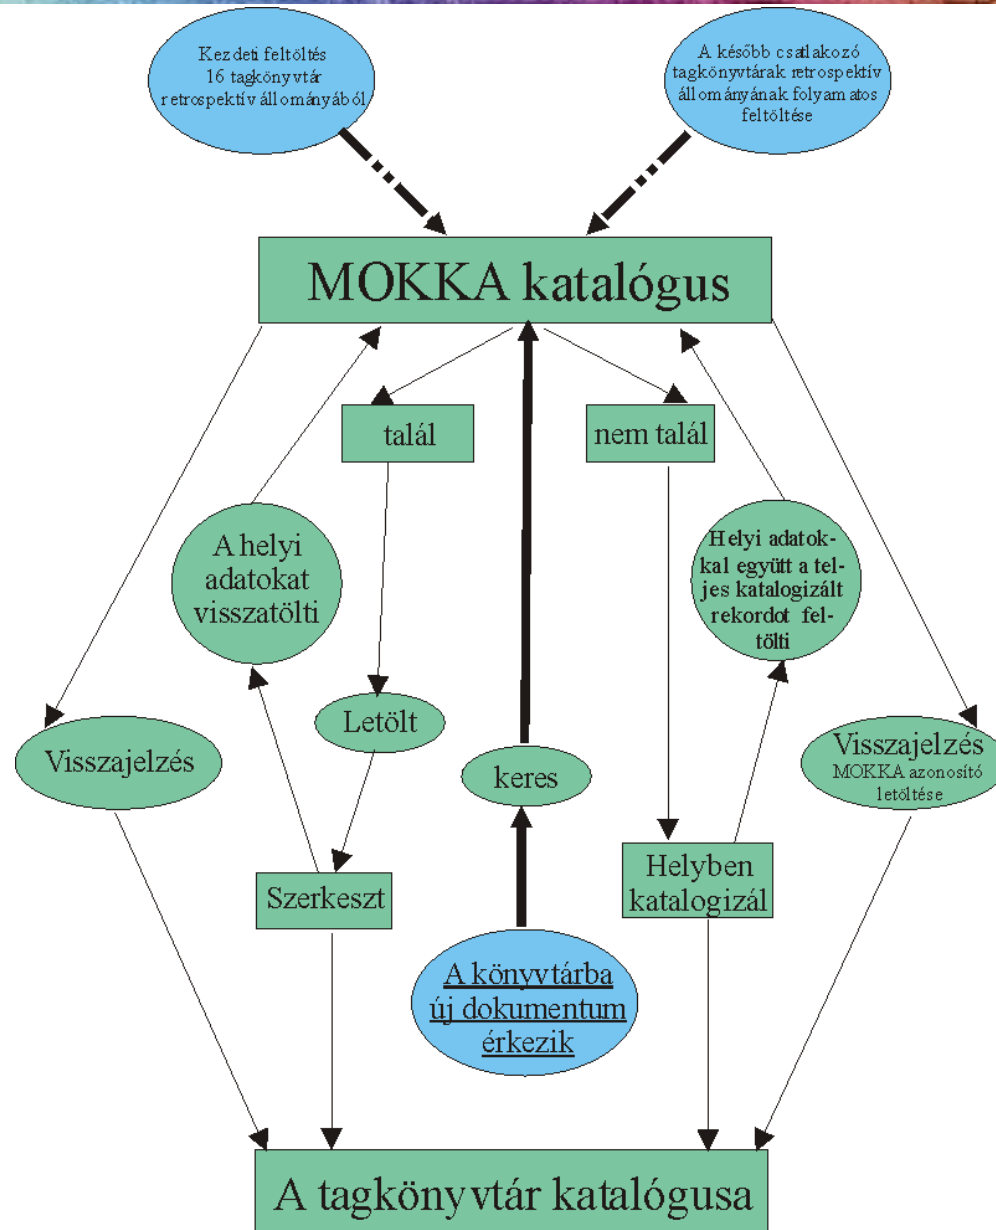 Kezdeti feltöltés
16 tagkönyvtár
retrospektív állományából
A később csatlakozó
tagkönyvtárak retrospektív
állományának folyamatos
feltöltése
MOKKA katalógus
talál
nem talál
A helyi
adatokat
visszatölti
Helyi adatok-
kal együtt a tel-
jes katalogizált
rekordot fel-
tölti
Letölt
Visszajelzés
keres
Visszajelzés
MOKKA azonosító
letöltése
Szerkeszt
Helyben
katalogizál
A könyvtárba
új dokumentum
érkezik
A tagkönyvtár katalógusa